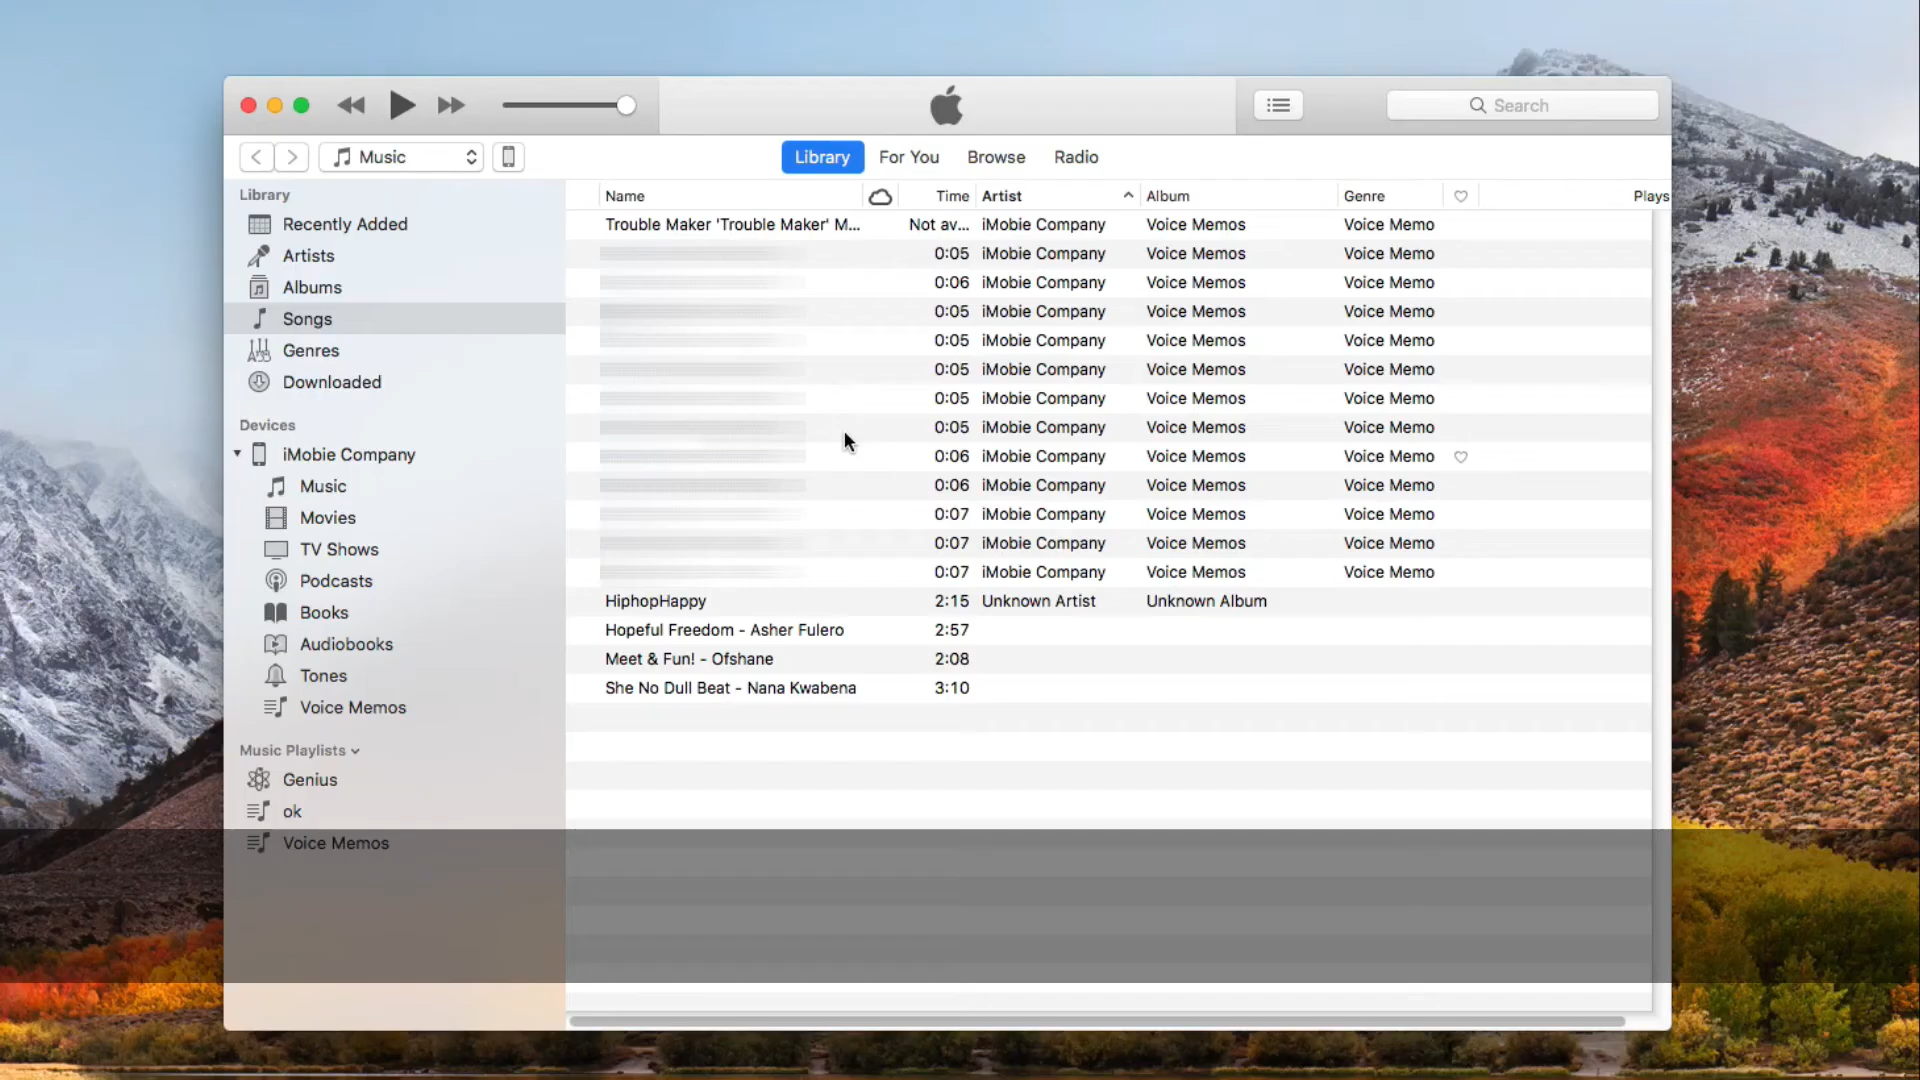 Search
Music
Library For You Browse Radio
Library
Recently Added
Artists
Albums
Songs
Genres
Downloaded
Devices
iMobie Company
Music
Movies
TV Shows
Podcasts
Books
Audiobooks
Tones
Voice Memos
Music Playlists
Genius
ok
Voice Memos
Name Time Artist Album Genre Plays
Trouble Maker 'Trouble Maker' M... Not av... iMobie Company Voice Memos Voice Memo
0:05 iMobie Company Voice Memos Voice Memo
0:06 iMobie Company Voice Memos Voice Memo
0:05 iMobie Company Voice Memos Voice Memo
0:05 iMobie Company Voice Memos Voice Memo
0:05 iMobie Company Voice Memos Voice Memo
0:05 iMobie Company Voice Memos Voice Memo
0:05 iMobie Company Voice Memos Voice Memo
0:06 iMobie Company Voice Memos Voice Memo
0:06 iMobie Company Voice Memos Voice Memo
0:07 iMobie Company Voice Memos Voice Memo
0:07 iMobie Company Voice Memos Voice Memo
0:07 iMobie Company Voice Memos Voice Memo
HiphopHappy 2:15 Unknown Artist Unknown Album
Hopeful Freedom - Asher Fulero 2:57
Meet & Fun! - Ofshane 2:08
She No Dull Beat - Nana Kwabena 3:10